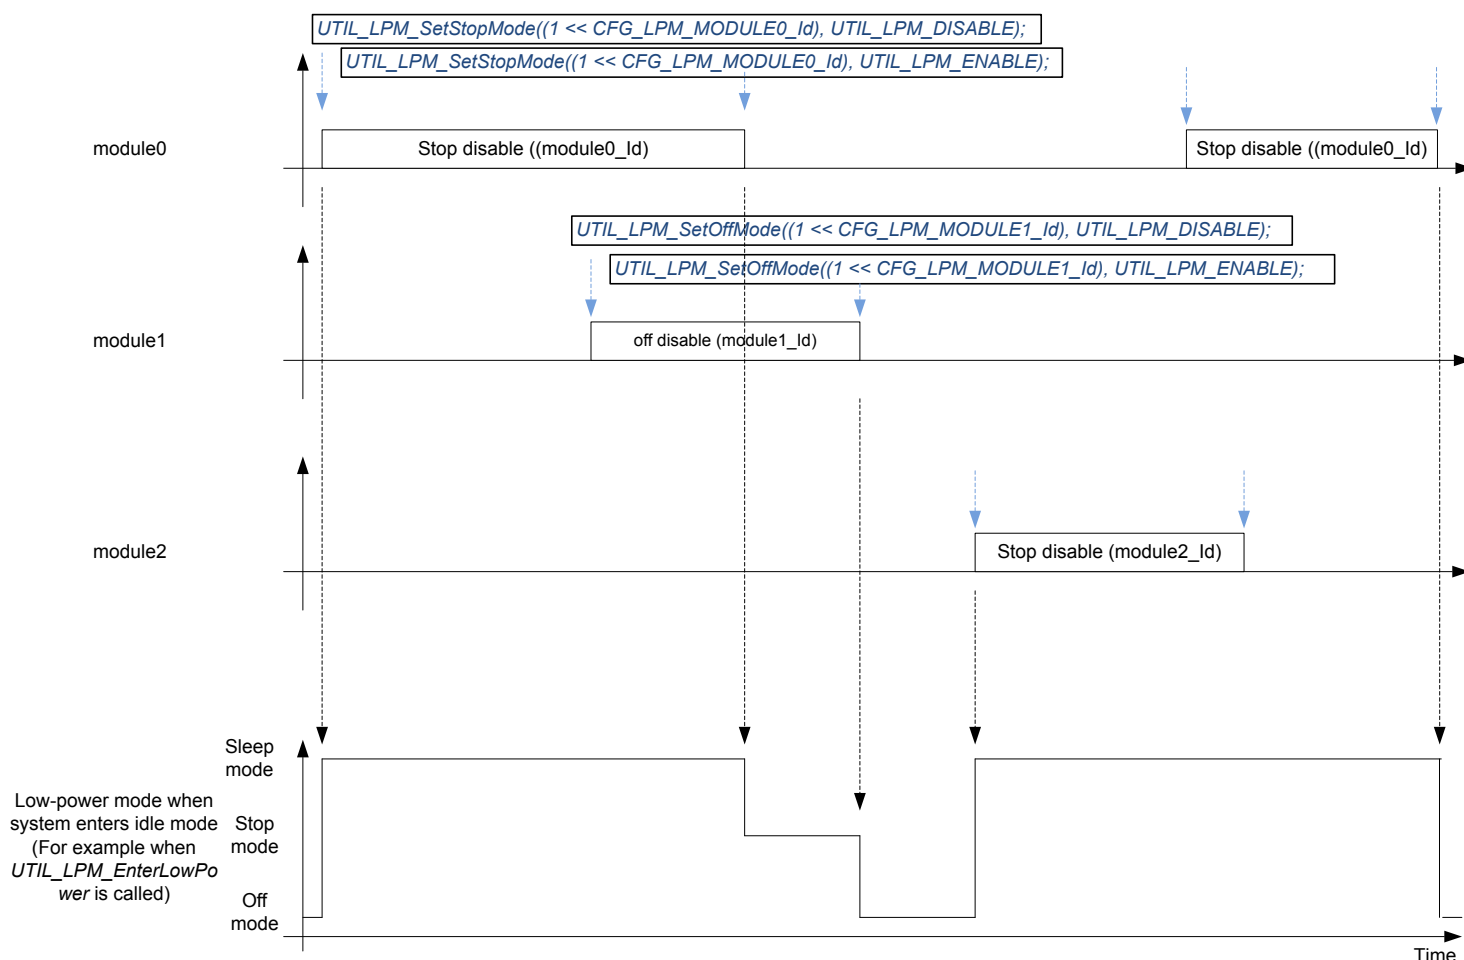 UTIL_LPM_SetStopMode((1 << CFG_LPM_MODULE0_Id), UTIL_LPM_DISABLE);
UTIL_LPM_SetStopMode((1 << CFG_LPM_MODULE0_Id), UTIL_LPM_ENABLE);
module0
Stop disable ((module0_Id)
Stop disable ((module0_Id)
UTIL_LPM_SetOffMode((1 << CFG_LPM_MODULE1_Id), UTIL_LPM_DISABLE);
UTIL_LPM_SetOffMode((1 << CFG_LPM_MODULE1_Id), UTIL_LPM_ENABLE);
module1
off disable (module1_Id)
module2
Stop disable (module2_Id)
Sleep
mode
Low-power mode when
system enters idle mode
(For example when
UTIL_LPM_EnterLowPo
wer is called)
Stop
mode
Off
mode
Time